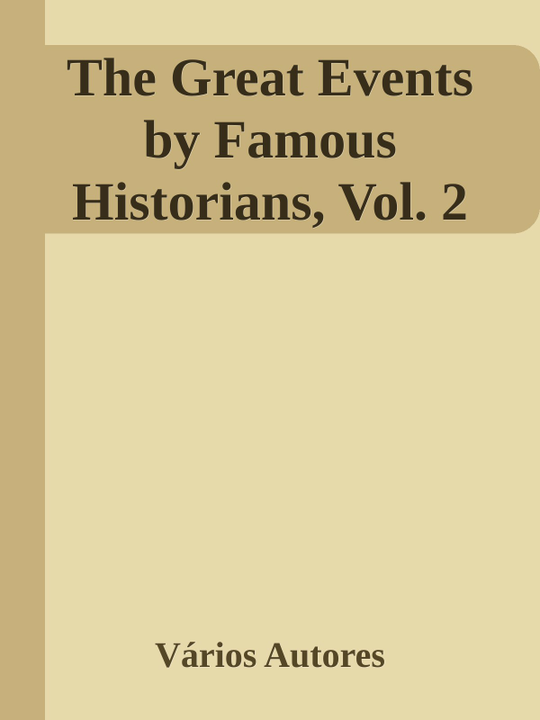 The Great Events
by Famous
Historians, Vol. 2
Vários Autores